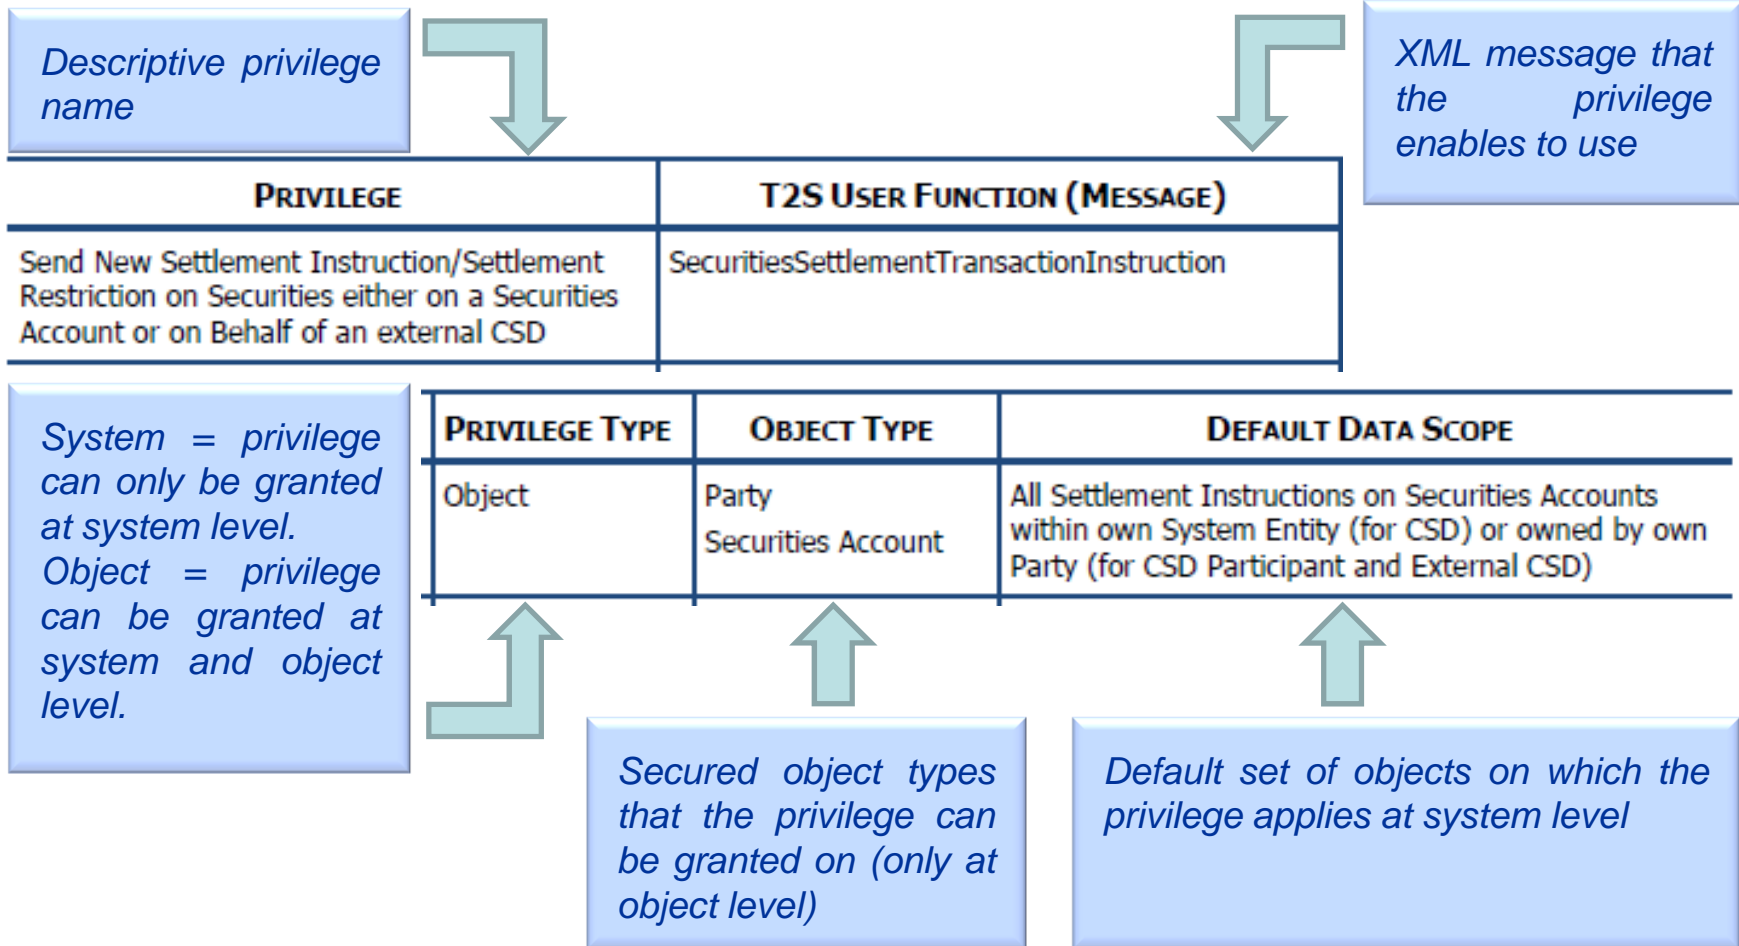 Descriptive privilege
name
XML message that
the privilege
enables to use
PRIVILEGE
T2S USER FUNCTION (MESSAGE)
Send New Settlement Instruction/Settlement
Restriction on Securities either on a Securities
Account or on Behalf of an external CSD
SecuritiesSettlementTransactionInstruction
System = privilege
can only be granted
at system level.
Object = privilege
can be granted at
system and object
level.
PRIVILEGE TYPE
OBJECT TYPE
DEFAULT DATA SCOPE
Object
Party
Securities Account
All Settlement Instructions on Securities Accounts
within own System Entity (for CSD) or owned by own
Party (for CSD Participant and External CSD)
Secured object types
that the privilege can
be granted on (only at
object level)
Default set of objects on which the
privilege applies at system level